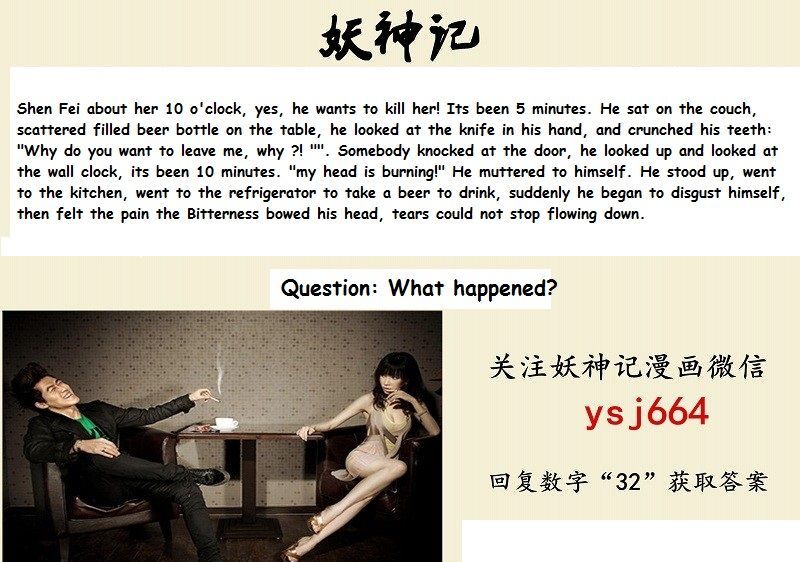 妖神记
Shen Fei about her 10 o'clock, yes, he wants to kill her! Its been 5 minutes. He sat on the couch,
scattered filled beer bottle on the table, he looked at the knife in his hand, and crunched his teeth:
"Why do you want to leave me, why ?! "". Somebody knocked at the door, he looked up and looked at
the wall clock, its been 10 minutes. "my head is burning!" He muttered to himself. He stood up, went
to the kitchen, went to the refrigerator to take a beer to drink, suddenly he began to disgust himself,
then felt the pain the Bitterness bowed his head, tears could not stop flowing down.
Question: What happened?
关注妖神记漫画微信
ysj664
回复数字“32”获取答案